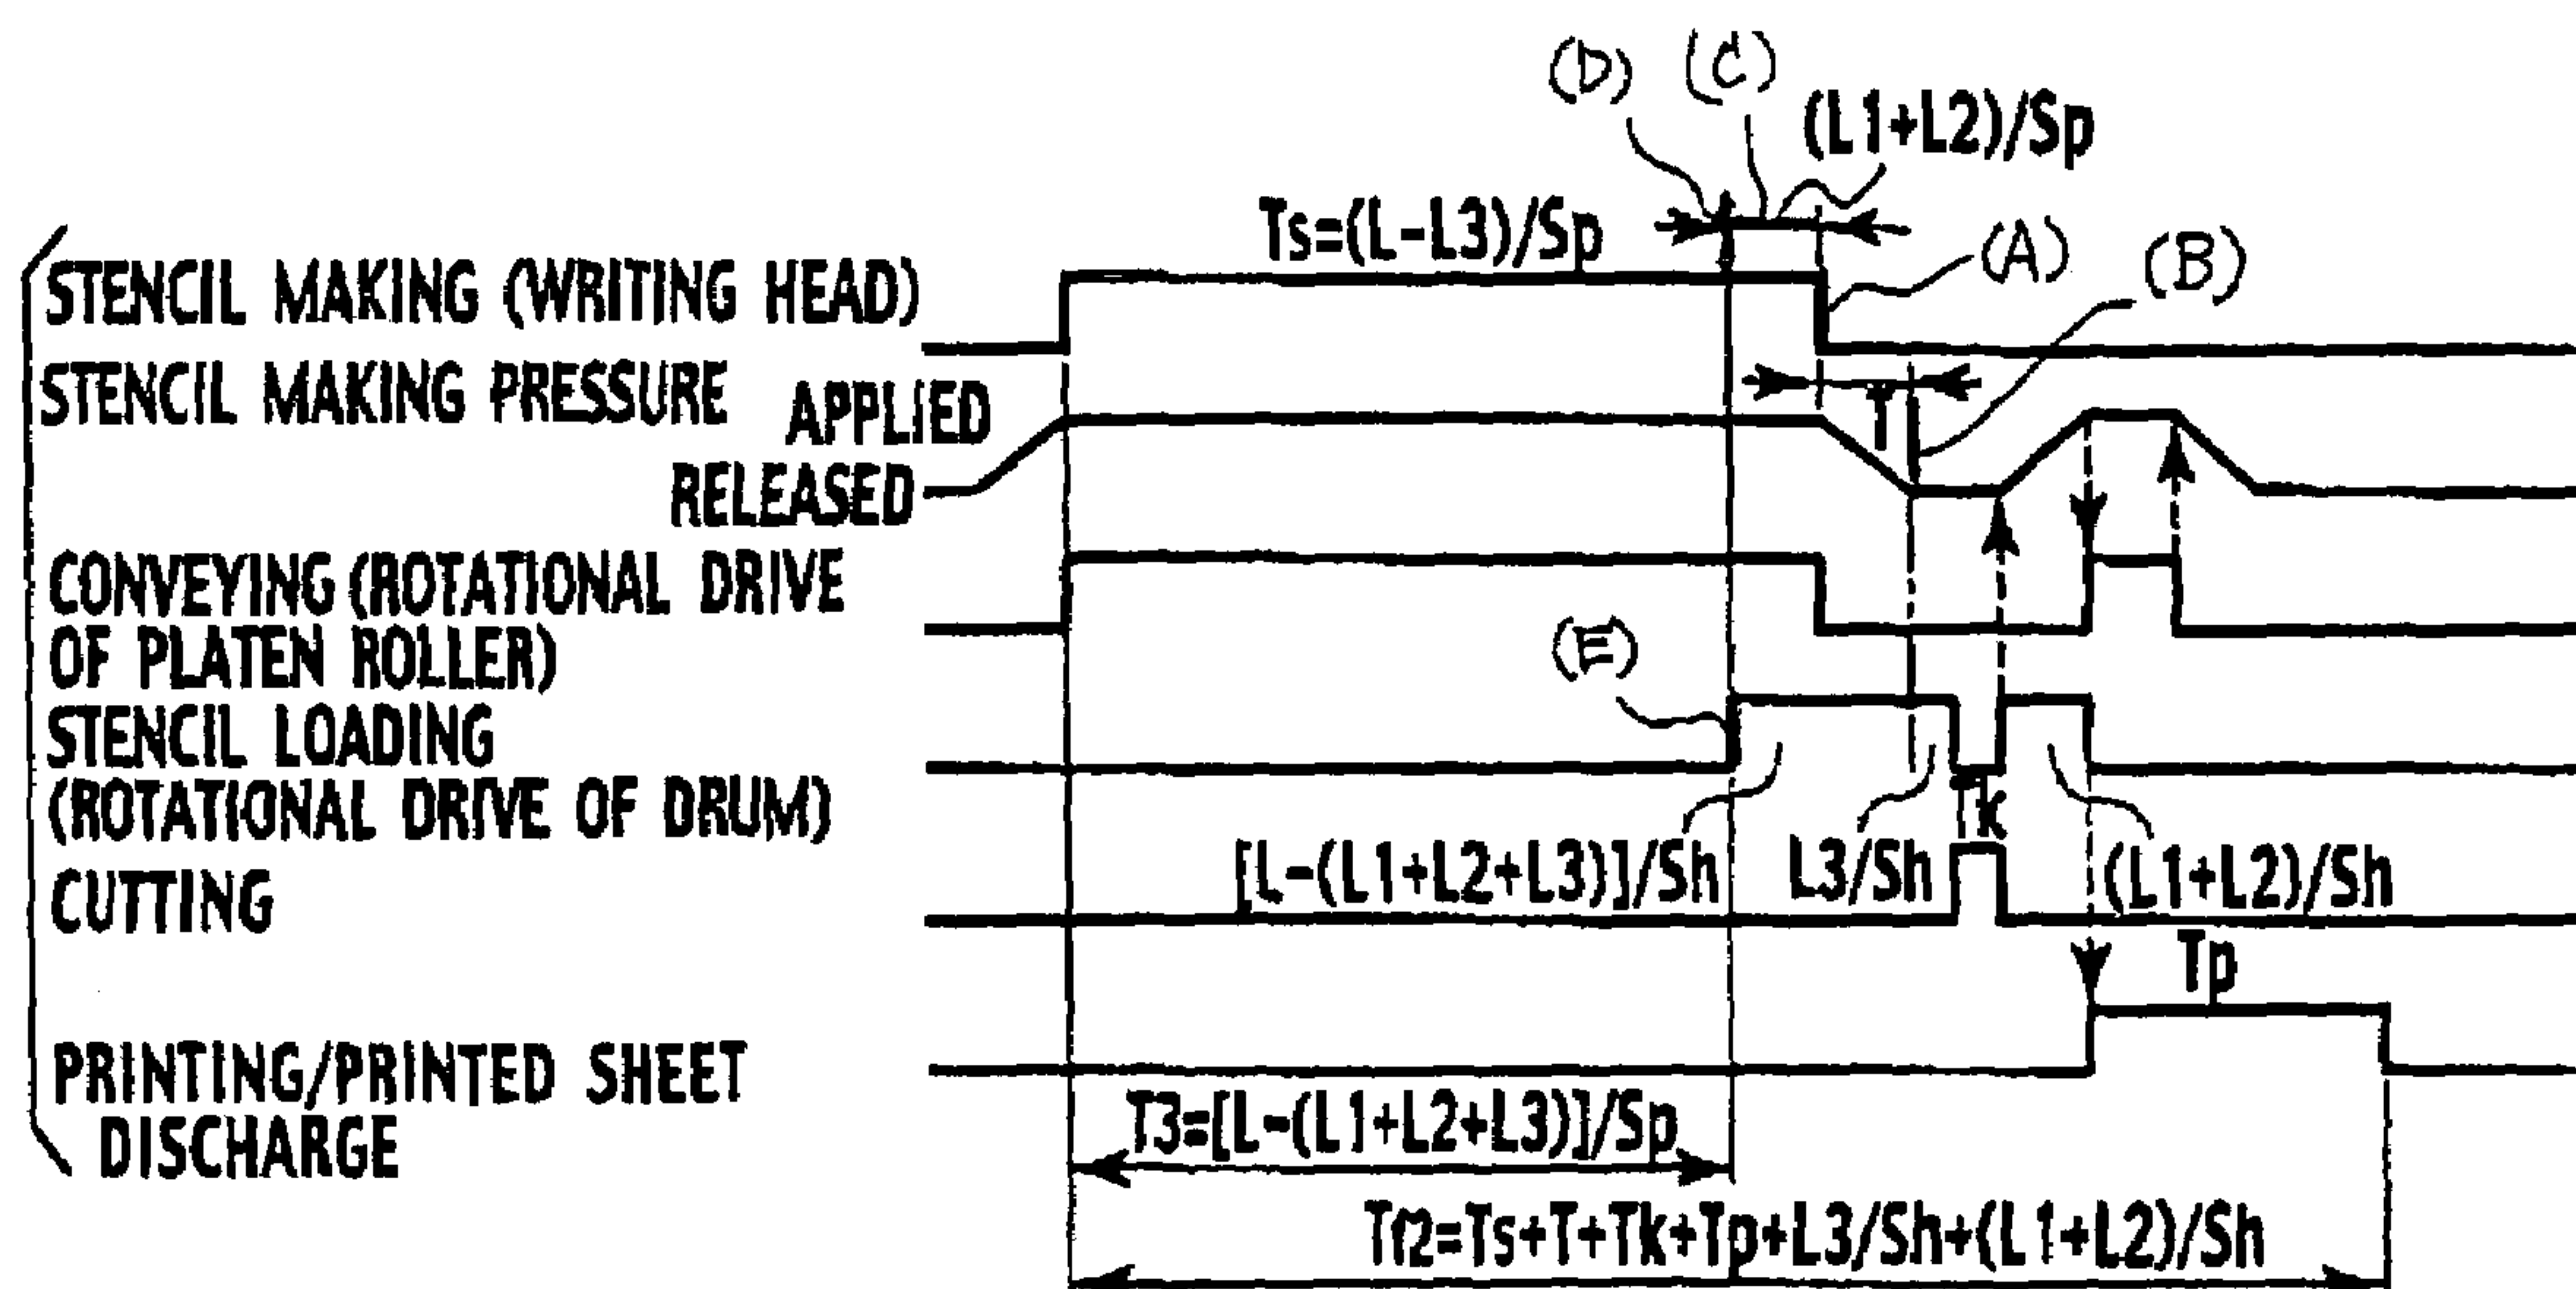 (D) (C)
(L1+L2)/Sp
Ts=(L-L3)/Sp
(A)
(B)
STENCIL MAKING (WRITING HEAD)
STENCIL MAKING PRESSURE
APPLIED
T
RELEASED
CONVEYING (ROTATIONAL DRIVE
OF PLATEN ROLLER)
(E)
STENCIL LOADING
(ROTATIONAL DRIVE OF DRUM)
Tk
[L-(L1+L2+L3)]/Sh
L3/Sh
(L1+L2)/Sh
CUTTING
Tp
PRINTING/PRINTED SHEET
DISCHARGE
T3=[L-(L1+L2+L3)]/Sp
Tf2=Ts+T+Tk+Tp+L3/Sh+(L1+L2)/Sh